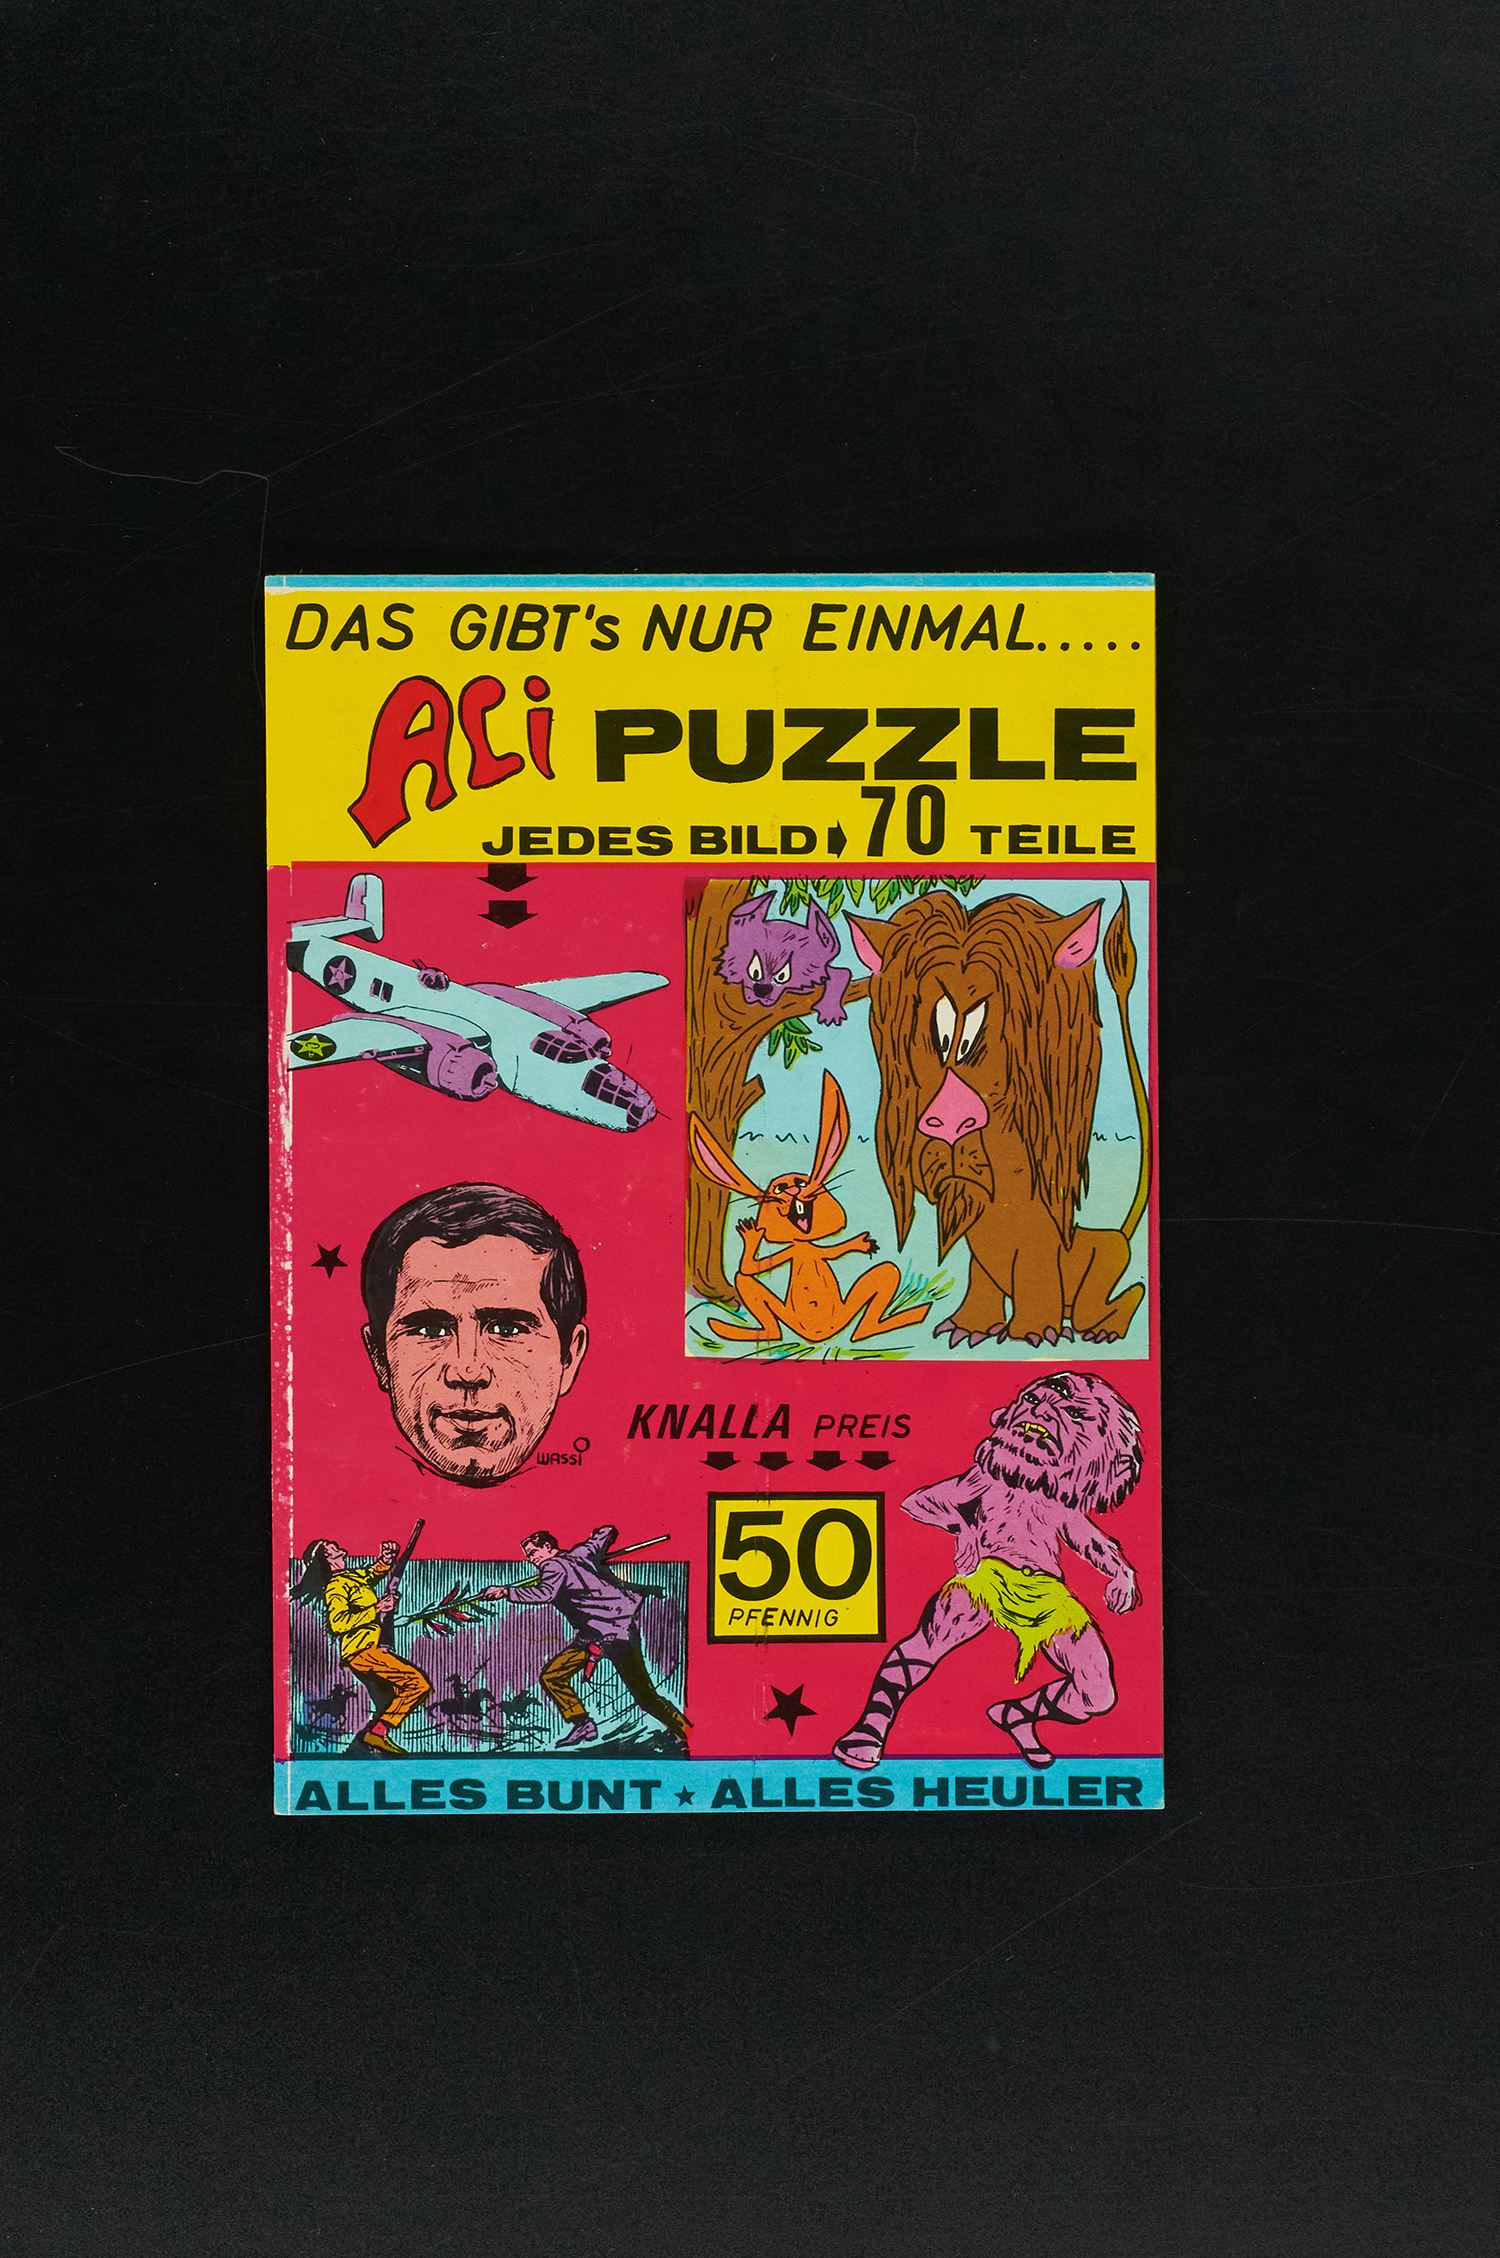 DAS GIBT's NUR EINMAL.....
ALi PUZZLE
JEDES BILD 70 TEILE
WASSi
KNALLA PREIS
50
PFENNIG
ALLES BUNT ★ ALLES HEULER